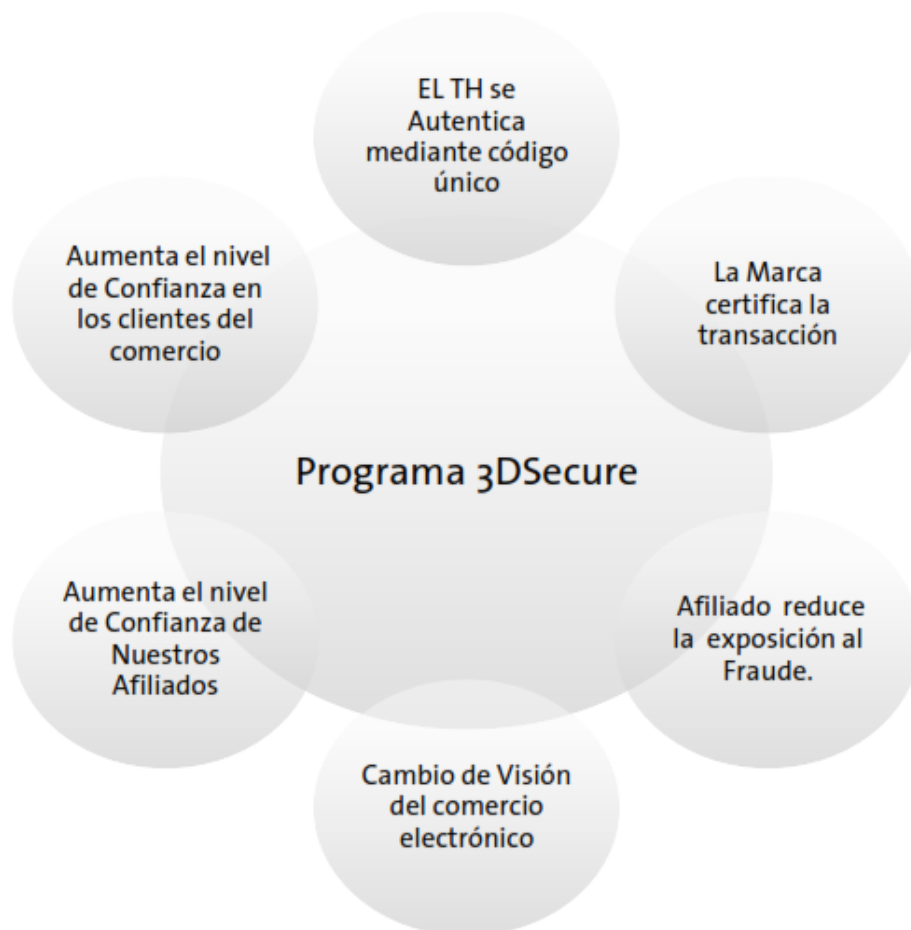 EL TH se
Autentica
mediante código
único
Aumenta el nivel
de Confianza en
los clientes del
comercio
La Marca
certifica la
transacción
Programa 3DSecure
Aumenta el nivel
de Confianza de
Nuestros
Afiliados
Afiliado reduce
la exposición al
Fraude.
Cambio de Visión
del comercio
electrónico